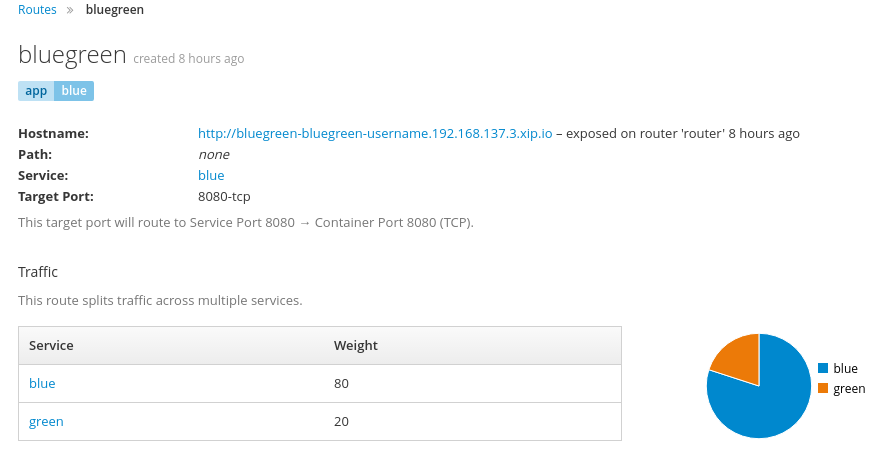 Routes » bluegreen
bluegreen created 8 hours ago
app blue
Hostname: http://bluegreen-bluegreen-username.192.168.137.3.xip.io – exposed on router 'router' 8 hours ago
Path: none
Service: blue
Target Port: 8080-tcp
This target port will route to Service Port 8080 → Container Port 8080 (TCP).
Traffic
This route splits traffic across multiple services.
Service Weight
blue 80
green 20
blue
green